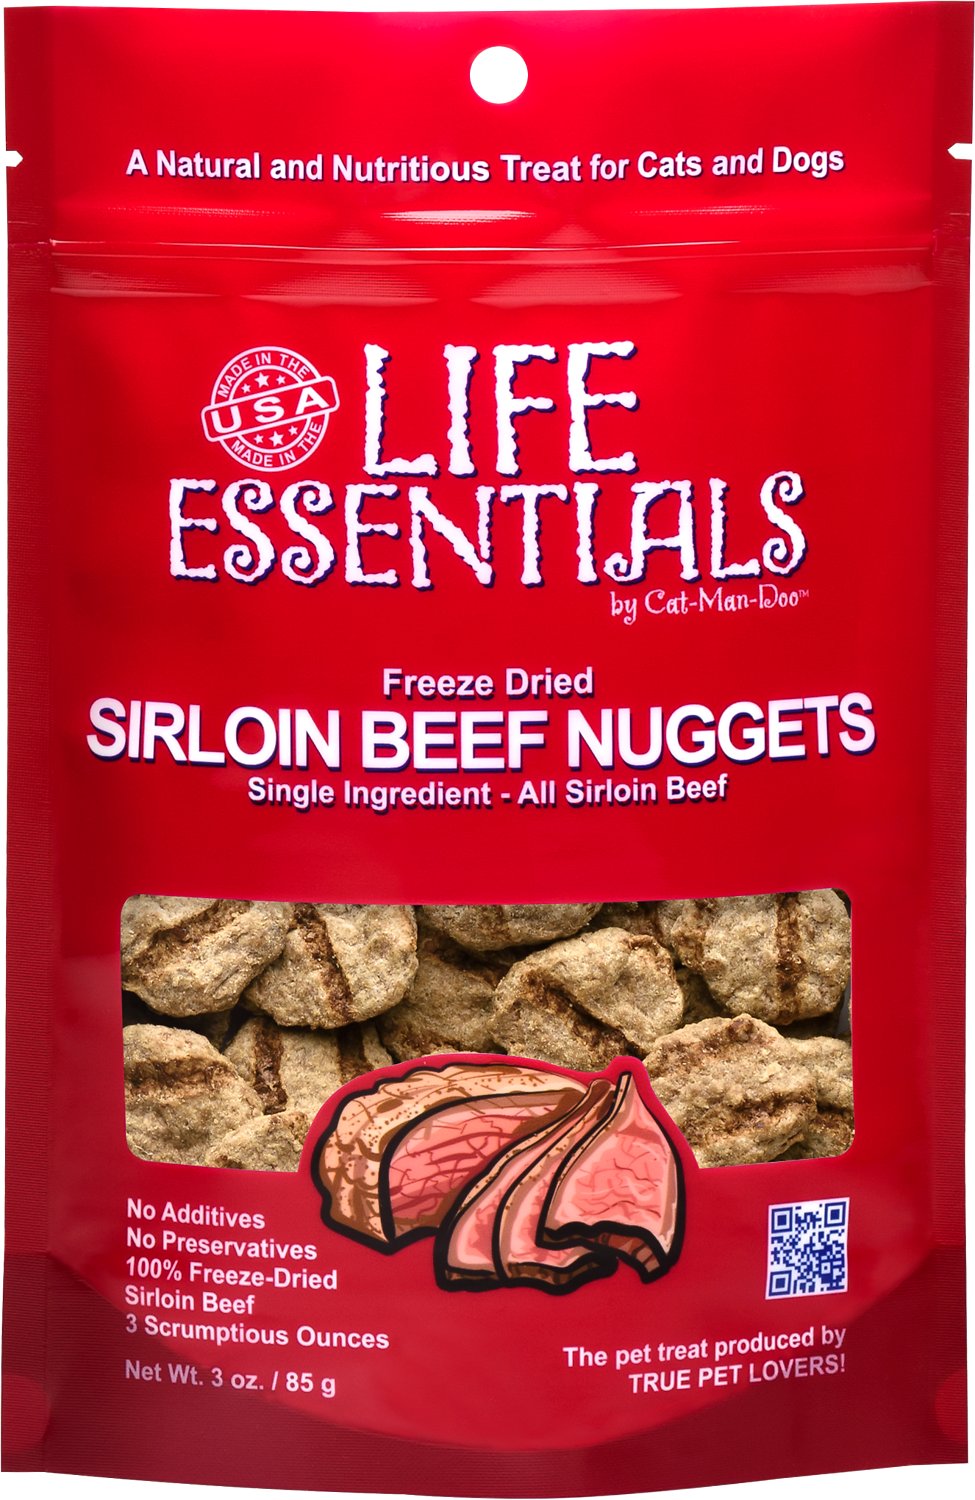 A Natural and Nutritious Treat for Cats and Dogs
MADE IN THE
USA
MADE IN THE
LIFE
ESSENTIALS
by Cat-Man-Doo™
Freeze Dried
SIRLOIN BEEF NUGGETS
Single Ingredient - All Sirloin Beef
No Additives
No Preservatives
100% Freeze-Dried
Sirloin Beef
3 Scrumptious Ounces
Net Wt. 3 oz. / 85 g
The pet treat produced by
TRUE PET LOVERS!